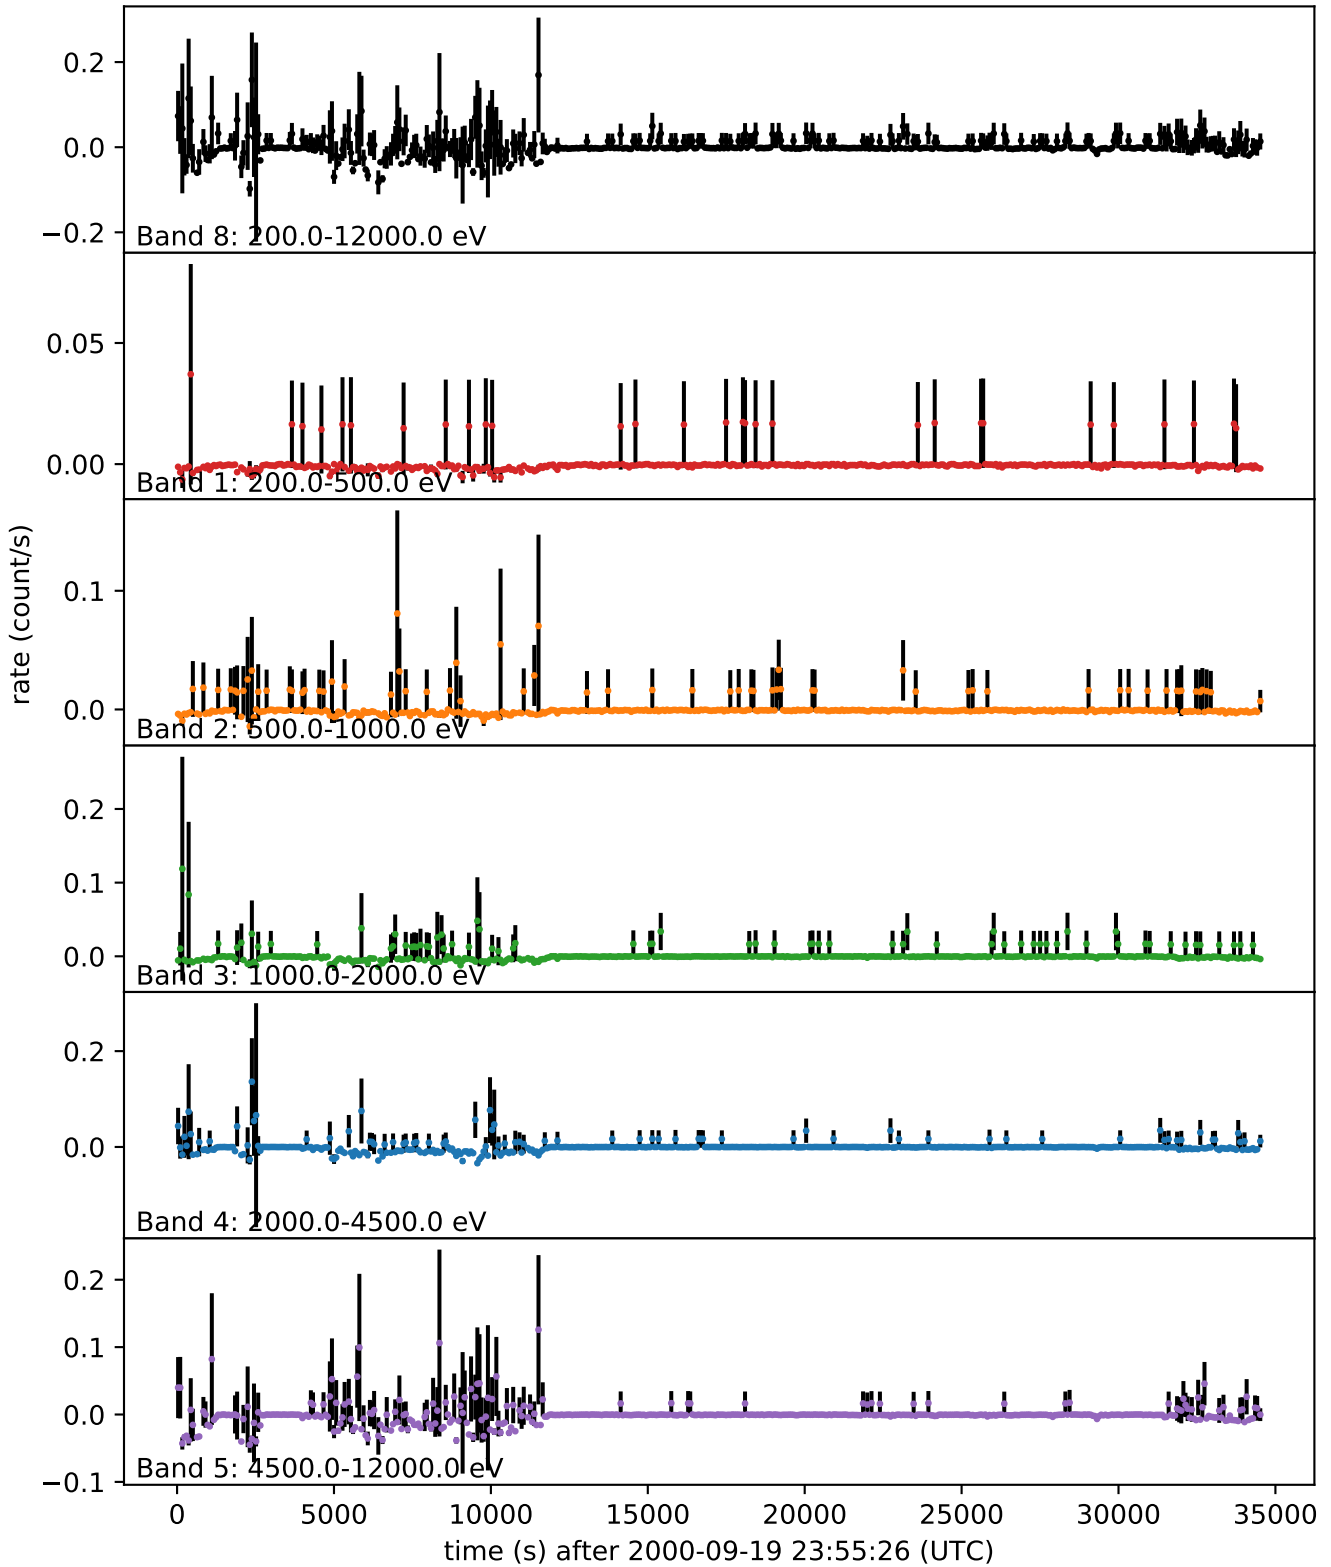 0.2
0.0
−0.2
Band 8: 200.0-12000.0 eV
0.05
0.00
Band 1: 200.0-500.0 eV
rate (count/s)
0.1
0.0
Band 2: 500.0-1000.0 eV
0.2
0.1
0.0
Band 3: 1000.0-2000.0 eV
0.2
0.0
Band 4: 2000.0-4500.0 eV
0.2
0.1
0.0
−0.1
Band 5: 4500.0-12000.0 eV
0 5000 10000 15000 20000 25000 30000 35000
time (s) after 2000-09-19 23:55:26 (UTC)